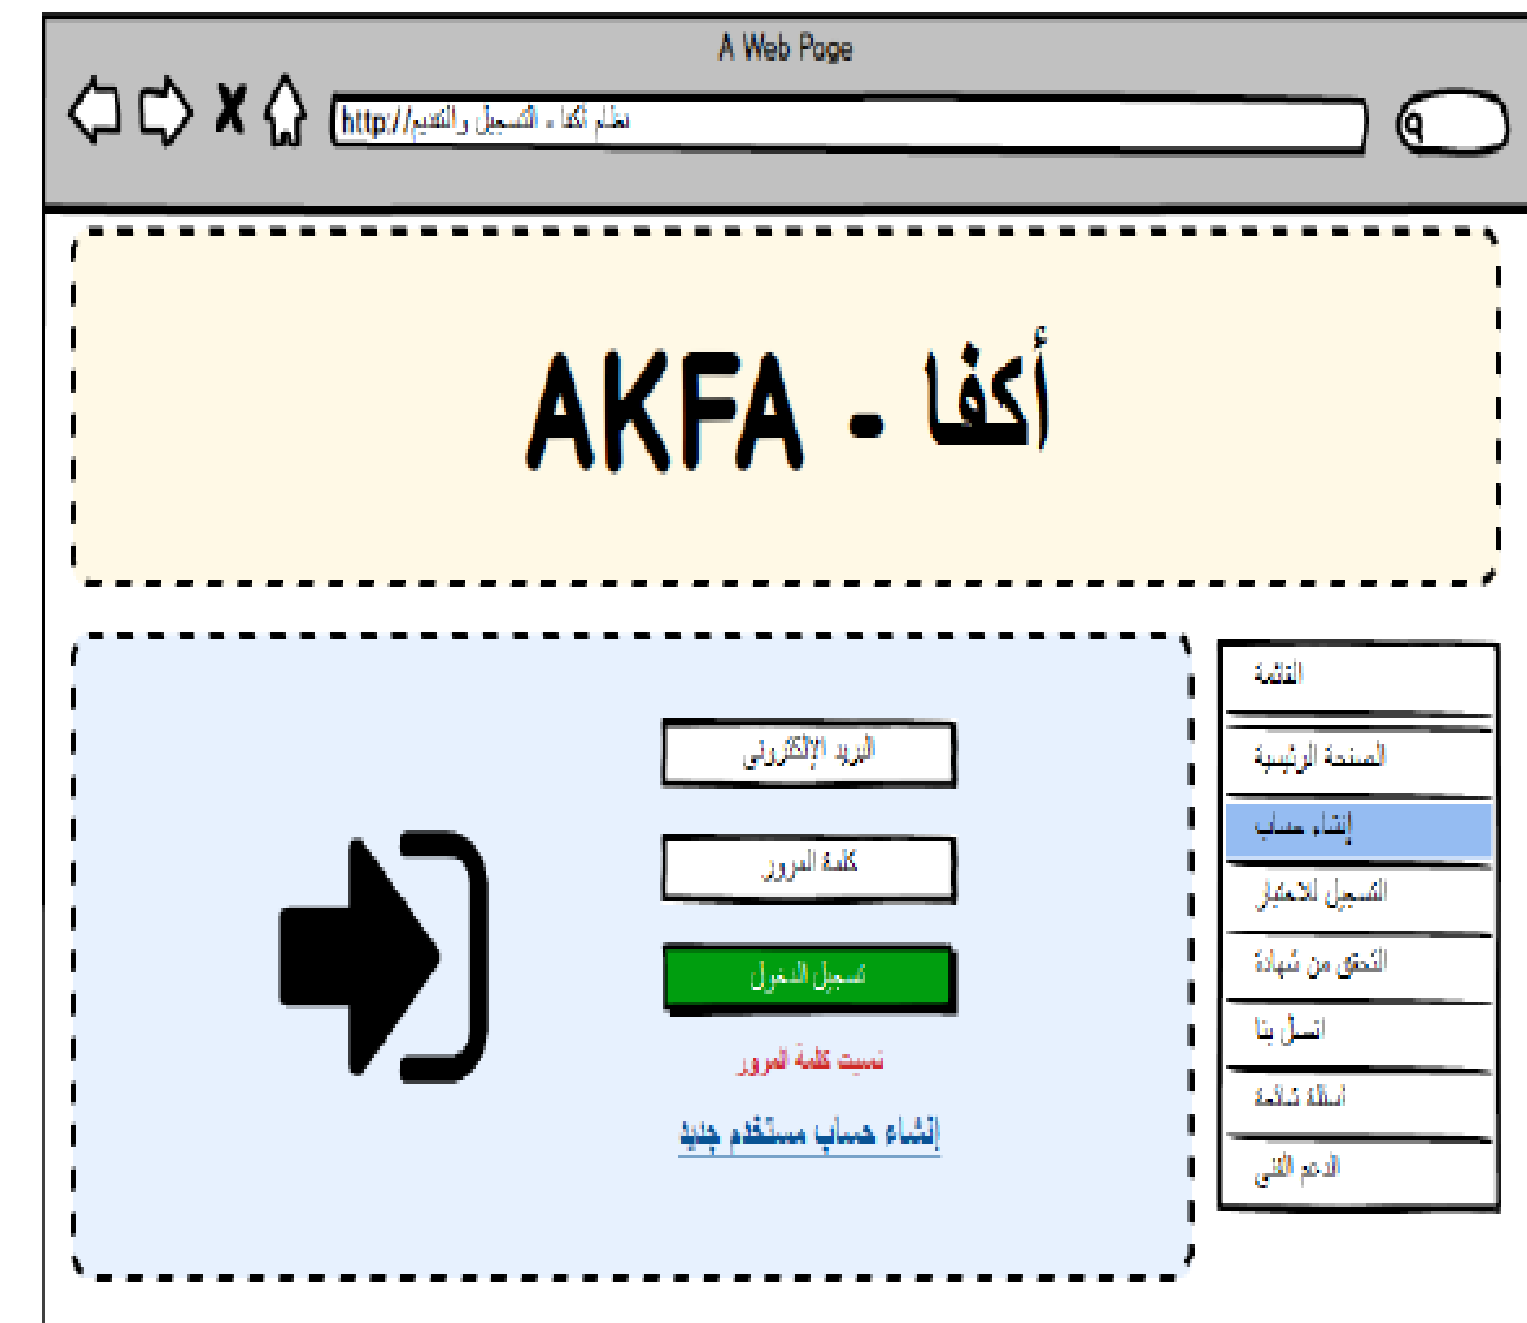 A Web Page
http://نظام أكفا - التسجيل والتقديم
أكفا - AKFA
القائمة
الصفحة الرئيسية
إنشاء حساب
التسجيل للاختبار
التحقق من شهادة
اتصل بنا
أسئلة شائعة
الدعم الفني
البريد الإلكتروني
كلمة المرور
تسجيل الدخول
نسيت كلمة المرور
إنشاء حساب مستخدم جديد